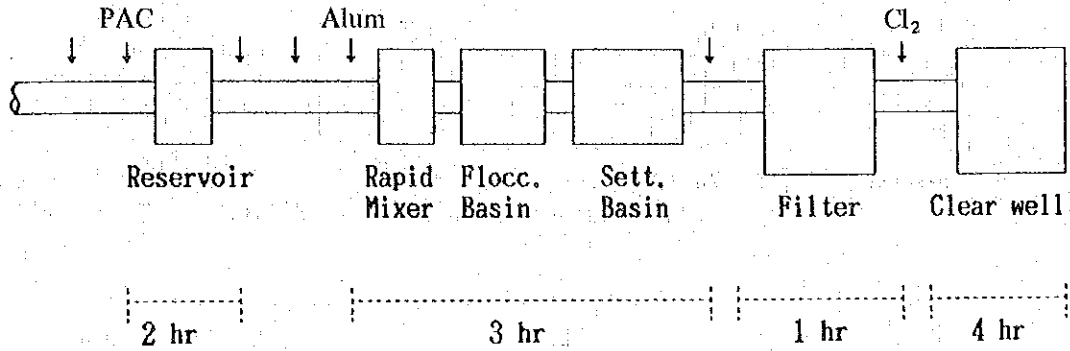 PAC Alum Cl₂
Reservoir Rapid Flocc. Sett. Filter Clear well
Mixer Basin Basin
2 hr 3 hr 1 hr 4 hr